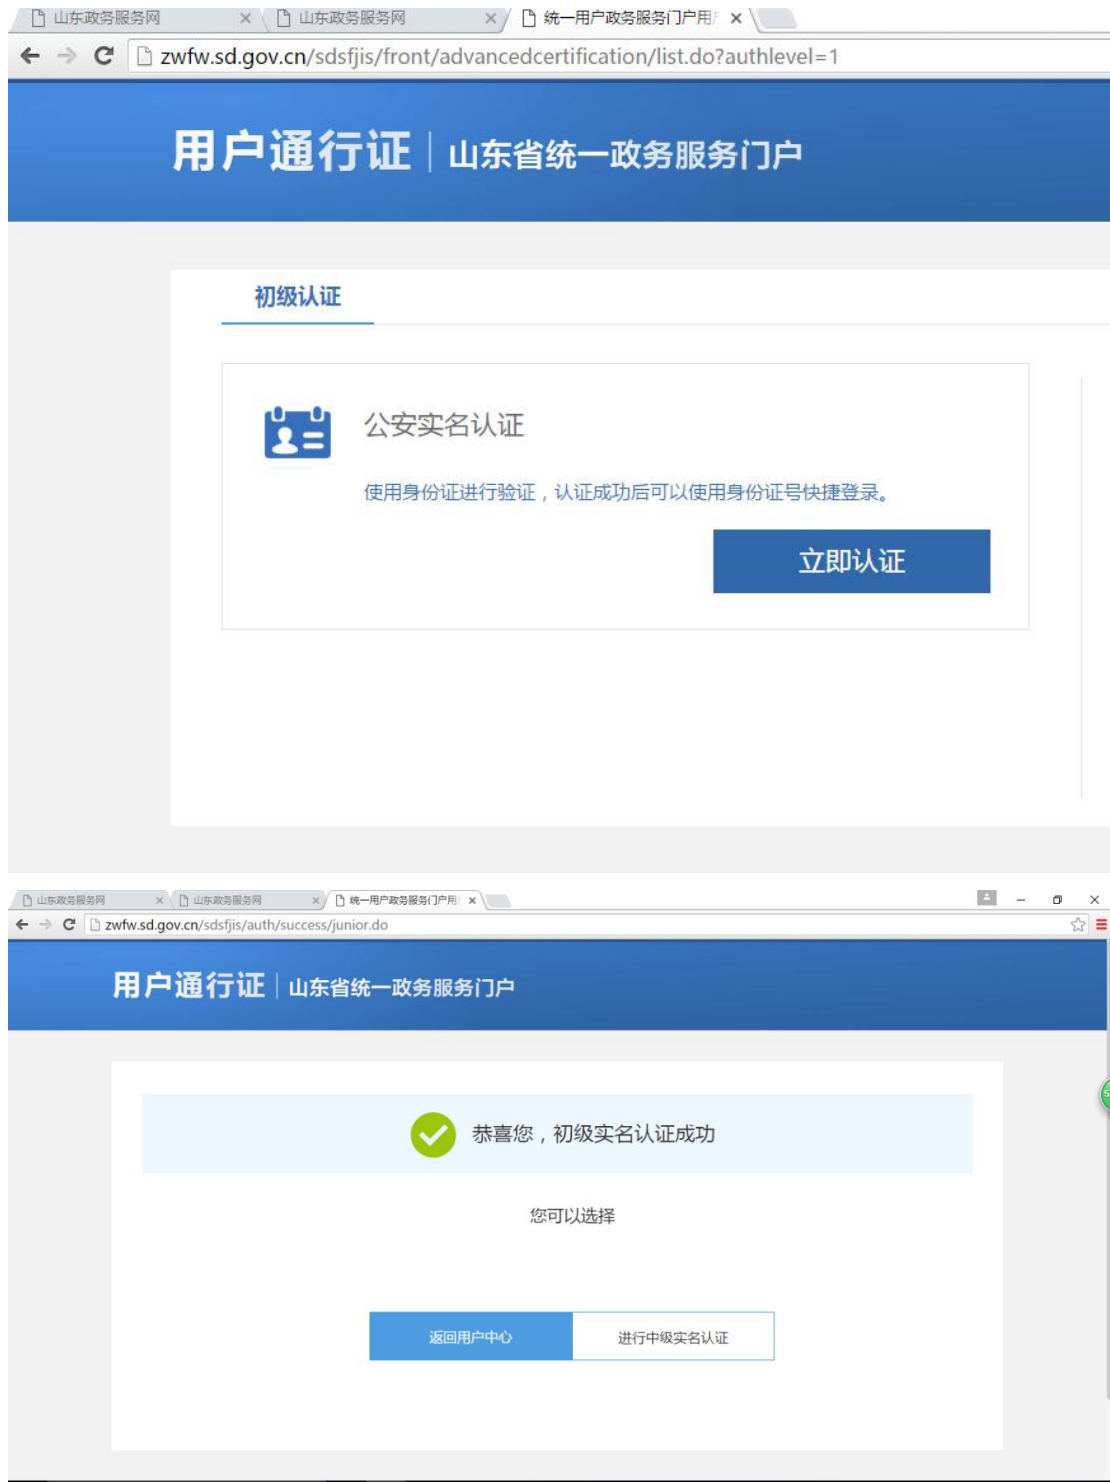 山东政务服务网
山东政务服务网
统一用户政务服务门户用
zwfw.sd.gov.cn/sdsfjis/front/advancedcertification/list.do?authlevel=1
用户通行证 山东省统一政务服务门户
初级认证
公安实名认证
使用身份证进行验证，认证成功后可以使用身份证号快捷登录。
立即认证
山东政务服务网
山东政务服务网
统一用户政务服务门户用
zwfw.sd.gov.cn/sdsfjis/auth/success/junior.do
用户通行证 山东省统一政务服务门户
恭喜您，初级实名认证成功
您可以选择
返回用户中心
进行中级实名认证